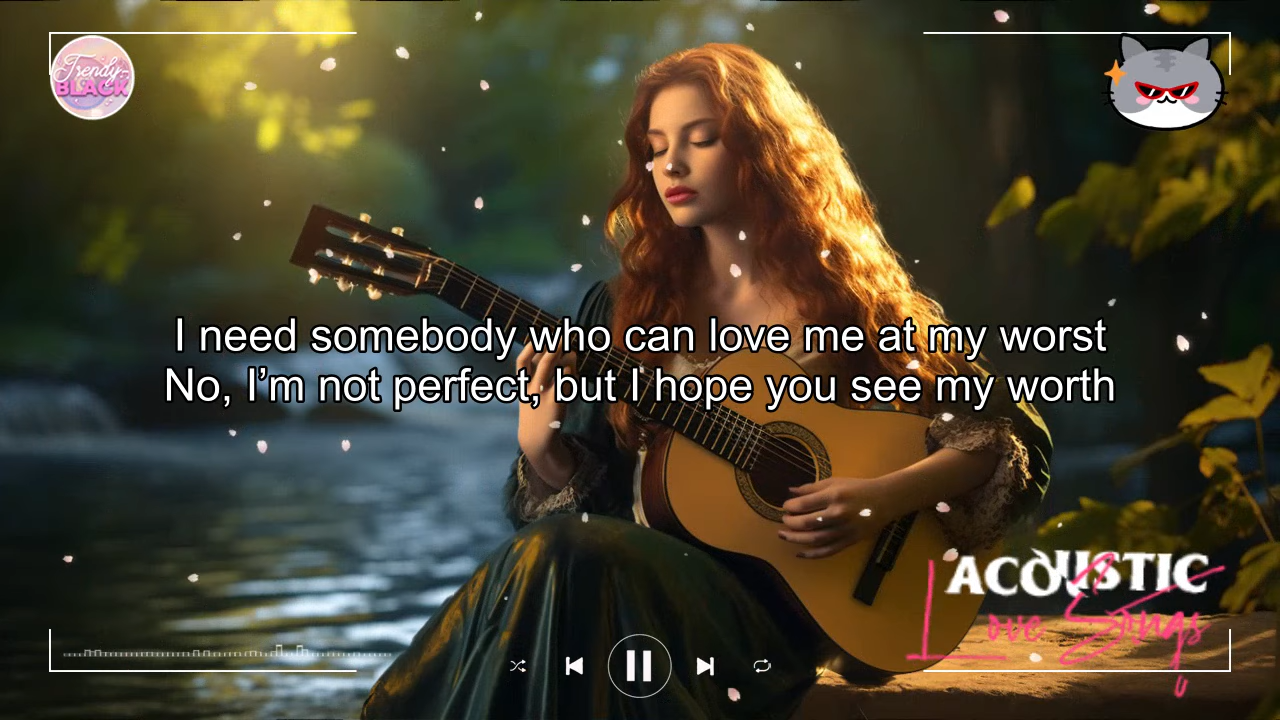 Trendy
BLACK
I need somebody who can love me at my worst
No, I’m not perfect, but I hope you see my worth
ACOUSTIC
Love Songs